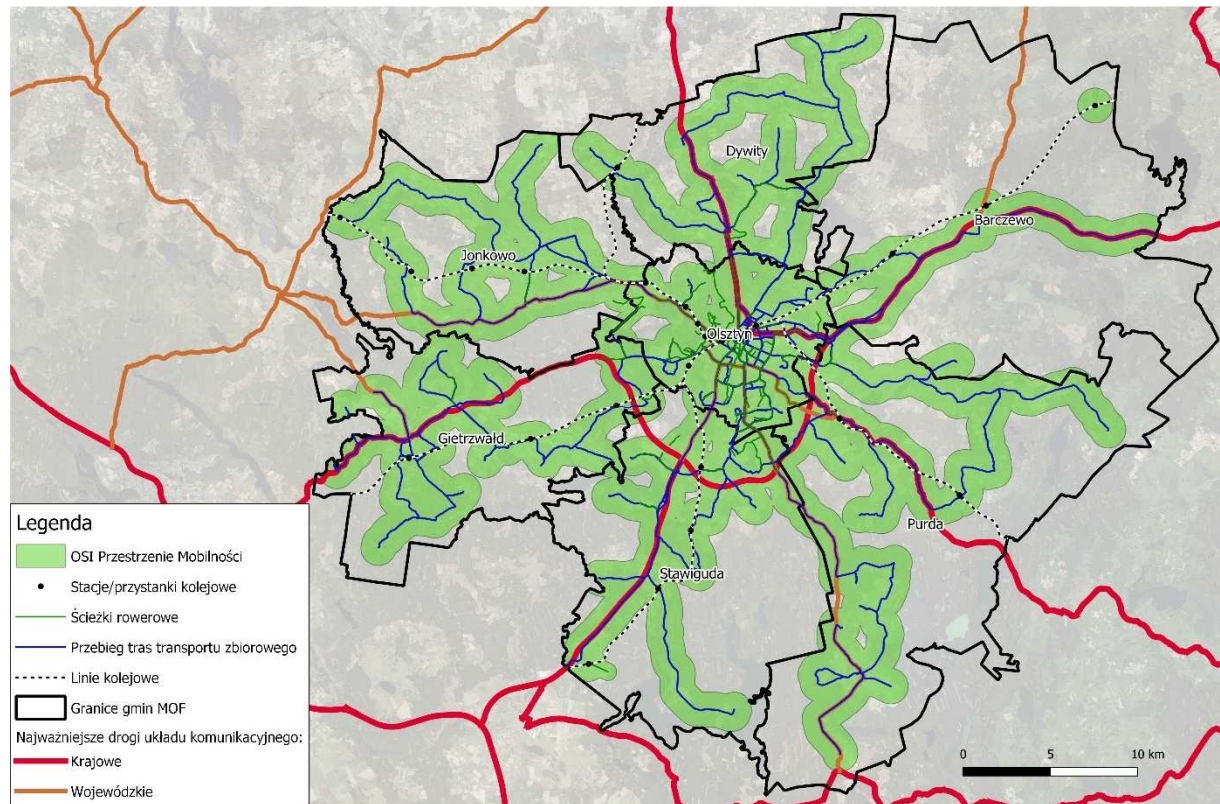 Dywity
Barczewo
Jonkowo
Olsztyn
Gietrzwałd
Purda
Stawiguda
Legenda
OSI Przestrzenie Mobilności
Stacje/przystanki kolejowe
Ścieżki rowerowe
Przebieg tras transportu zbiorowego
Linie kolejowe
Granice gmin MOF
Najważniejsze drogi układu komunikacyjnego:
Krajowe
Wojewódzkie
0 5 10 km